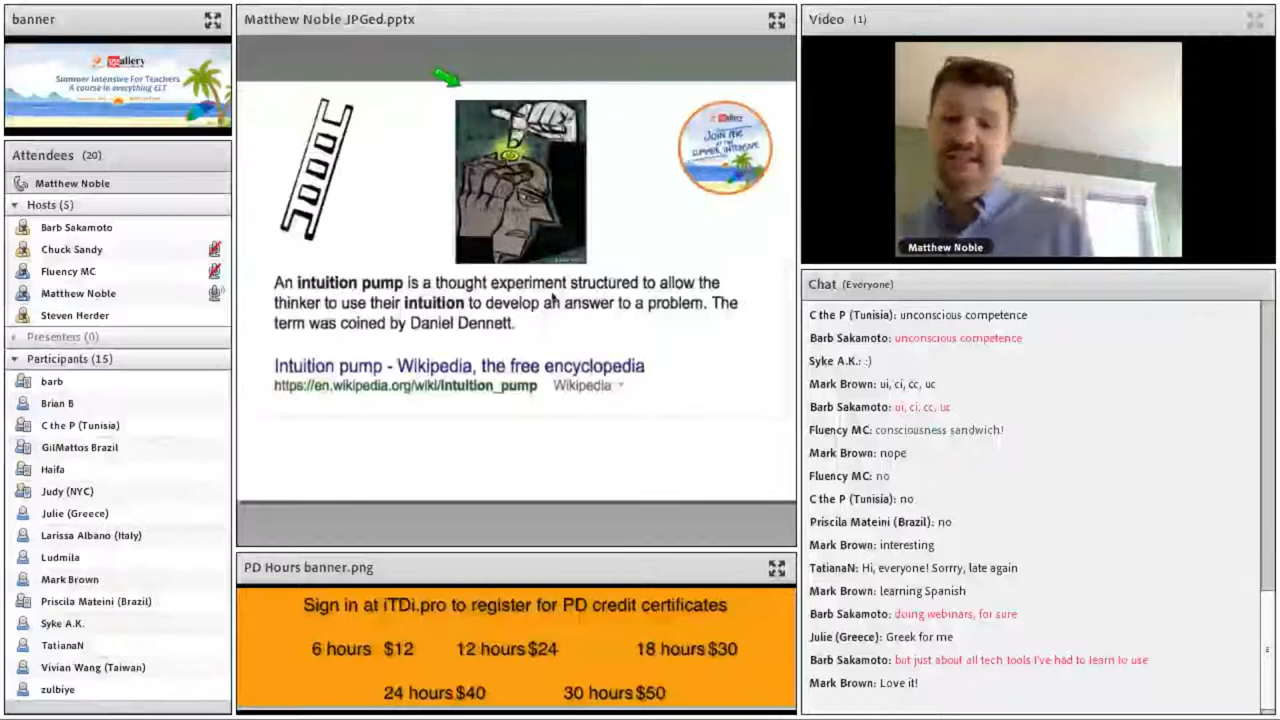 banner
iTDi allery
Summer Intensive For Teachers
A course in everything ELT
Attendees (20)
Matthew Noble
Hosts (5)
Barb Sakamoto
Chuck Sandy
Fluency MC
Matthew Noble
Steven Herder
Presenters (0)
Participants (15)
barb
Brian B
C the P (Tunisia)
GilMattos Brazil
Haifa
Judy (NYC)
Julie (Greece)
Larissa Albano (Italy)
Ludmila
Mark Brown
Priscila Mateini (Brazil)
Syke A.K.
TatianaN
Vivian Wang (Taiwan)
zulbiye
Matthew Noble JPGed.pptx
allery
JOIN ME
AT THE
SUMMER INTENSIVE
An intuition pump is a thought experiment structured to allow the
thinker to use their intuition to develop an answer to a problem. The
term was coined by Daniel Dennett.
Intuition pump - Wikipedia, the free encyclopedia
https://en.wikipedia.org/wiki/Intuition_pump Wikipedia
PD Hours banner.png
Sign in at iTDi.pro to register for PD credit certificates
6 hours $12 12 hours $24 18 hours $30
24 hours $40 30 hours $50
Video (1)
Matthew Noble
Chat (Everyone)
C the P (Tunisia): unconscious competence
Barb Sakamoto: unconscious competence
Syke A.K.: :)
Mark Brown: ui, ci, cc, uc
Barb Sakamoto: ui, ci, cc, uc
Fluency MC: consciousness sandwich!
Mark Brown: nope
Fluency MC: no
C the P (Tunisia): no
Priscila Mateini (Brazil): no
Mark Brown: interesting
TatianaN: Hi, everyone! Sorrry, late again
Mark Brown: learning Spanish
Barb Sakamoto: doing webinars, for sure
Julie (Greece): Greek for me
Barb Sakamoto: but just about all tech tools I've had to learn to use
Mark Brown: Love it!